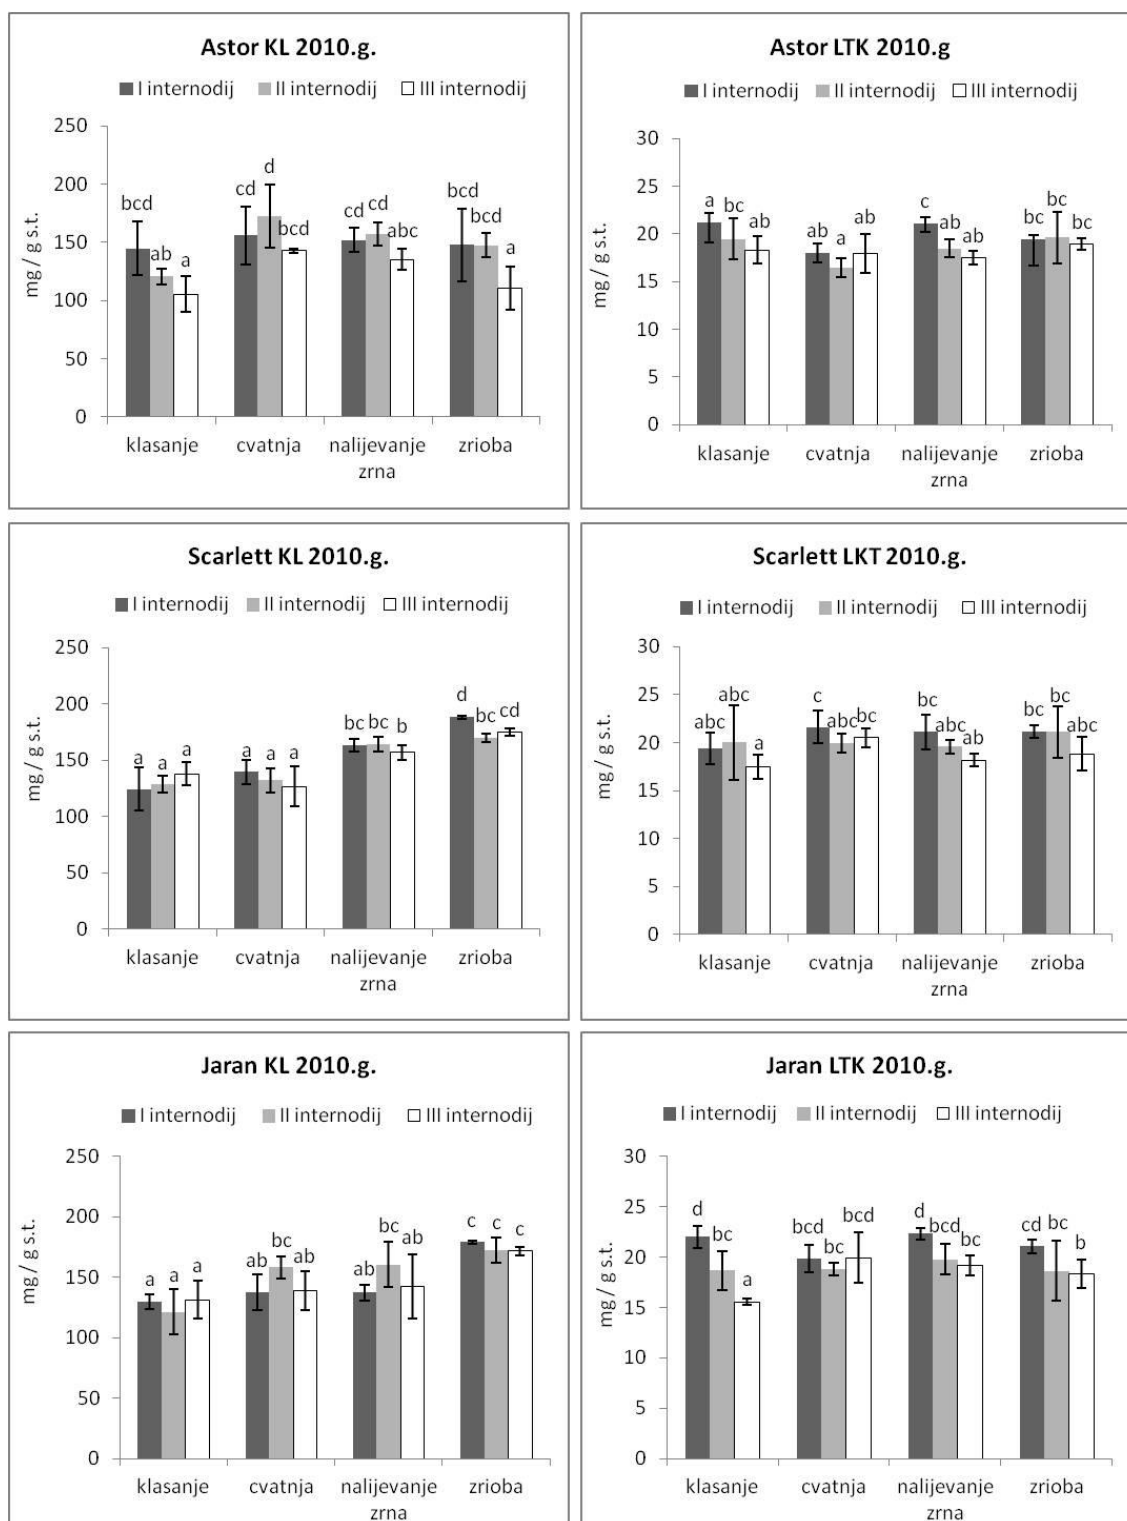 Astor KL 2010.g.
I internodij II internodij III internodij
mg / g s.t.
250
200
150
100
50
0
bcd ab a cd d bcd cd cd abc bcd bcd a
klasanje cvatnja nalijevanje zrioba
zrna
Astor LTK 2010.g
I internodij II internodij III internodij
mg / g s.t.
30
25
20
15
10
5
0
a bc ab ab a ab c ab ab bc bc bc
klasanje cvatnja nalijevanje zrioba
zrna
Scarlett KL 2010.g.
I internodij II internodij III internodij
mg / g s.t.
250
200
150
100
50
0
a a a a a a bc bc b d bc cd
klasanje cvatnja nalijevanje zrioba
zrna
Scarlett LKT 2010.g.
I internodij II internodij III internodij
mg / g s.t.
30
25
20
15
10
5
0
abc abc a c abc bc bc abc ab bc bc abc
klasanje cvatnja nalijevanje zrioba
zrna
Jaran KL 2010.g.
I internodij II internodij III internodij
mg / g s.t.
250
200
150
100
50
0
a a a ab bc ab ab bc ab c c c
klasanje cvatnja nalijevanje zrioba
zrna
Jaran LTK 2010.g.
I internodij II internodij III internodij
mg / g s.t.
30
25
20
15
10
5
0
d bc a bcd bc bcd d bcd bc cd bc b
klasanje cvatnja nalijevanje zrioba
zrna